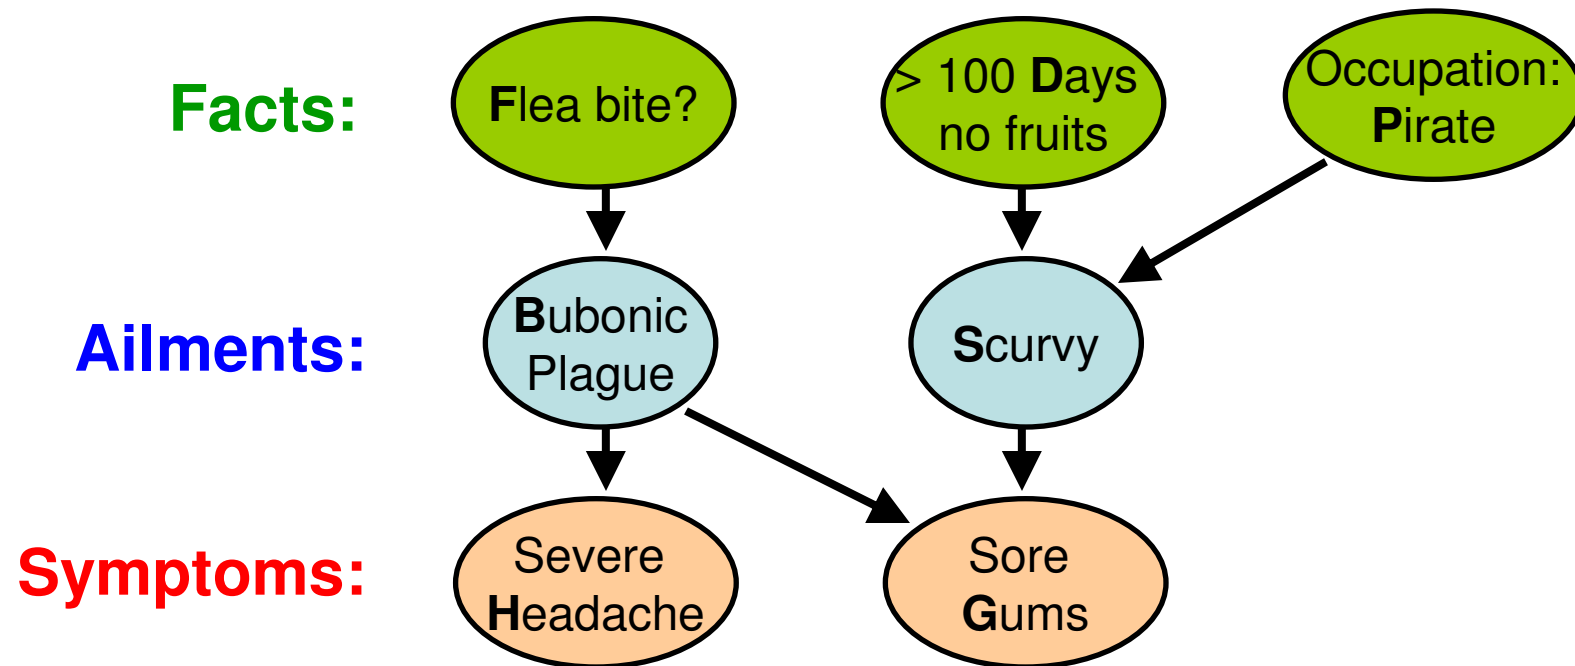 Facts:
Flea bite?
> 100 Days
no fruits
Occupation:
Pirate
Ailments:
Bubonic
Plague
Scurvy
Symptoms:
Severe
Headache
Sore
Gums